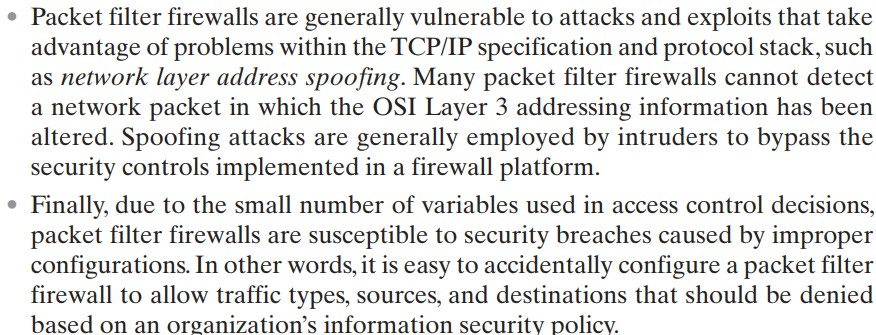 • Packet filter firewalls are generally vulnerable to attacks and exploits that take
advantage of problems within the TCP/IP specification and protocol stack, such
as network layer address spoofing. Many packet filter firewalls cannot detect
a network packet in which the OSI Layer 3 addressing information has been
altered. Spoofing attacks are generally employed by intruders to bypass the
security controls implemented in a firewall platform.
• Finally, due to the small number of variables used in access control decisions,
packet filter firewalls are susceptible to security breaches caused by improper
configurations. In other words, it is easy to accidentally configure a packet filter
firewall to allow traffic types, sources, and destinations that should be denied
based on an organization’s information security policy.